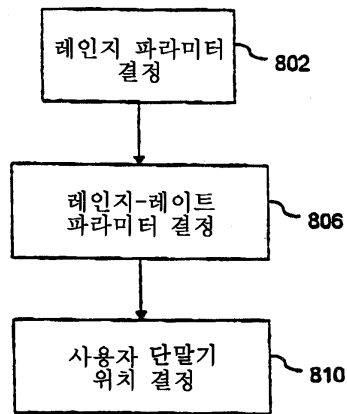 레인지 파라미터
결정
802
레인지-레이트
파라미터 결정
806
사용자 단말기
위치 결정
810